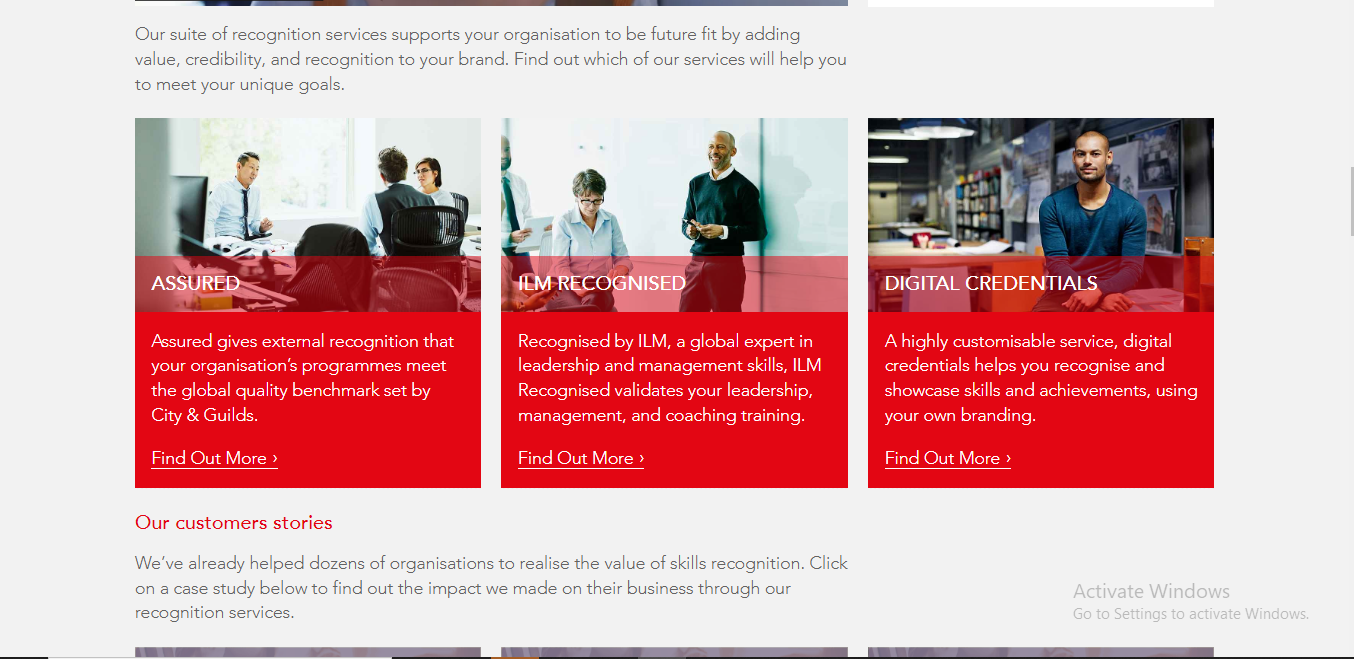 Our suite of recognition services supports your organisation to be future fit by adding
value, credibility, and recognition to your brand. Find out which of our services will help you
to meet your unique goals.
ASSURED
Assured gives external recognition that
your organisation’s programmes meet
the global quality benchmark set by
City & Guilds.
Find Out More ›
ILM RECOGNISED
Recognised by ILM, a global expert in
leadership and management skills, ILM
Recognised validates your leadership,
management, and coaching training.
Find Out More ›
DIGITAL CREDENTIALS
A highly customisable service, digital
credentials helps you recognise and
showcase skills and achievements, using
your own branding.
Find Out More ›
Our customers stories
We’ve already helped dozens of organisations to realise the value of skills recognition. Click
on a case study below to find out the impact we made on their business through our
recognition services.
Activate Windows
Go to Settings to activate Windows.